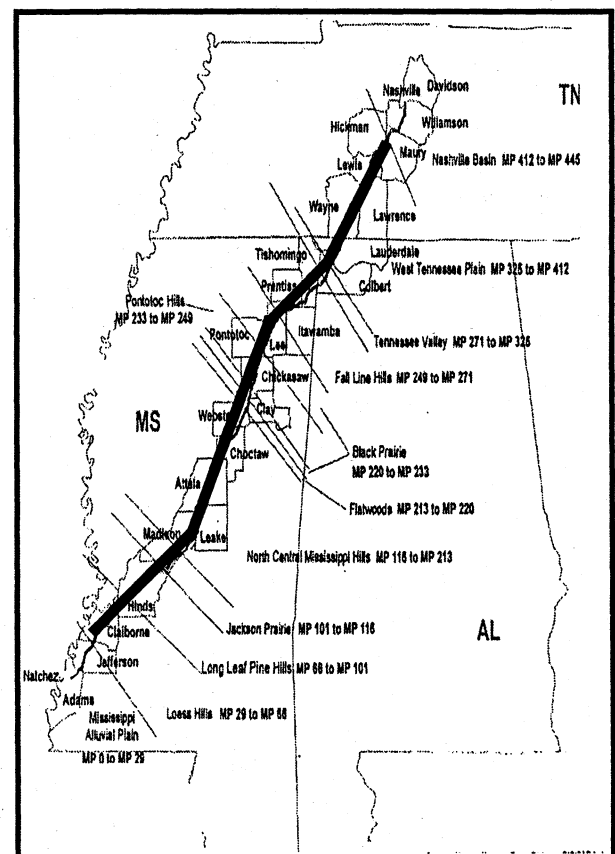 Davidson
Nashville
TN
Williamson
Hickman
Maury
Nashville Basin MP 412 to MP 445
Lewis
Wayne
Lawrence
Lauderdale
Tishomingo
West Tennessee Plain MP 325 to MP 412
Colbert
Prentiss
Pontotoc Hills
MP 233 to MP 249
Itawamba
Tennessee Valley MP 271 to MP 325
Pontotoc
Lee
Fall Line Hills MP 249 to MP 271
Chickasaw
MS
Clay
Webster
Black Prairie
MP 220 to MP 233
Choctaw
Attala
Flatwoods MP 213 to MP 220
Madison
Leake
North Central Mississippi Hills MP 116 to MP 213
Hinds
Jackson Prairie MP 101 to MP 116
AL
Claiborne
Jefferson
Long Leaf Pine Hills MP 66 to MP 101
Natchez
Adams
Loess Hills MP 29 to MP 66
Mississippi
Alluvial Plain
MP 0 to MP 29